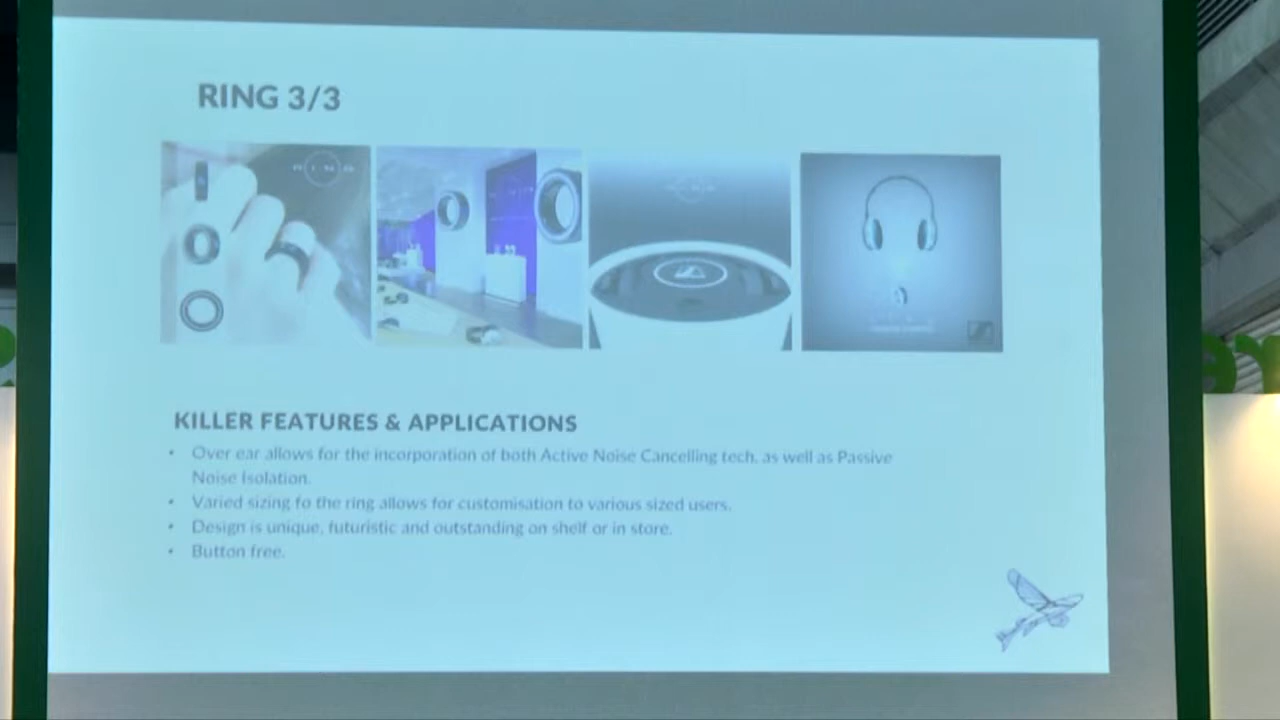 RING 3/3
KILLER FEATURES & APPLICATIONS
• Over ear allows for the incorporation of both Active Noise Cancelling tech. as well as Passive
Noise Isolation.
• Varied sizing fo the ring allows for customisation to various sized users.
• Design is unique, futuristic and outstanding on shelf or in store.
• Button free.